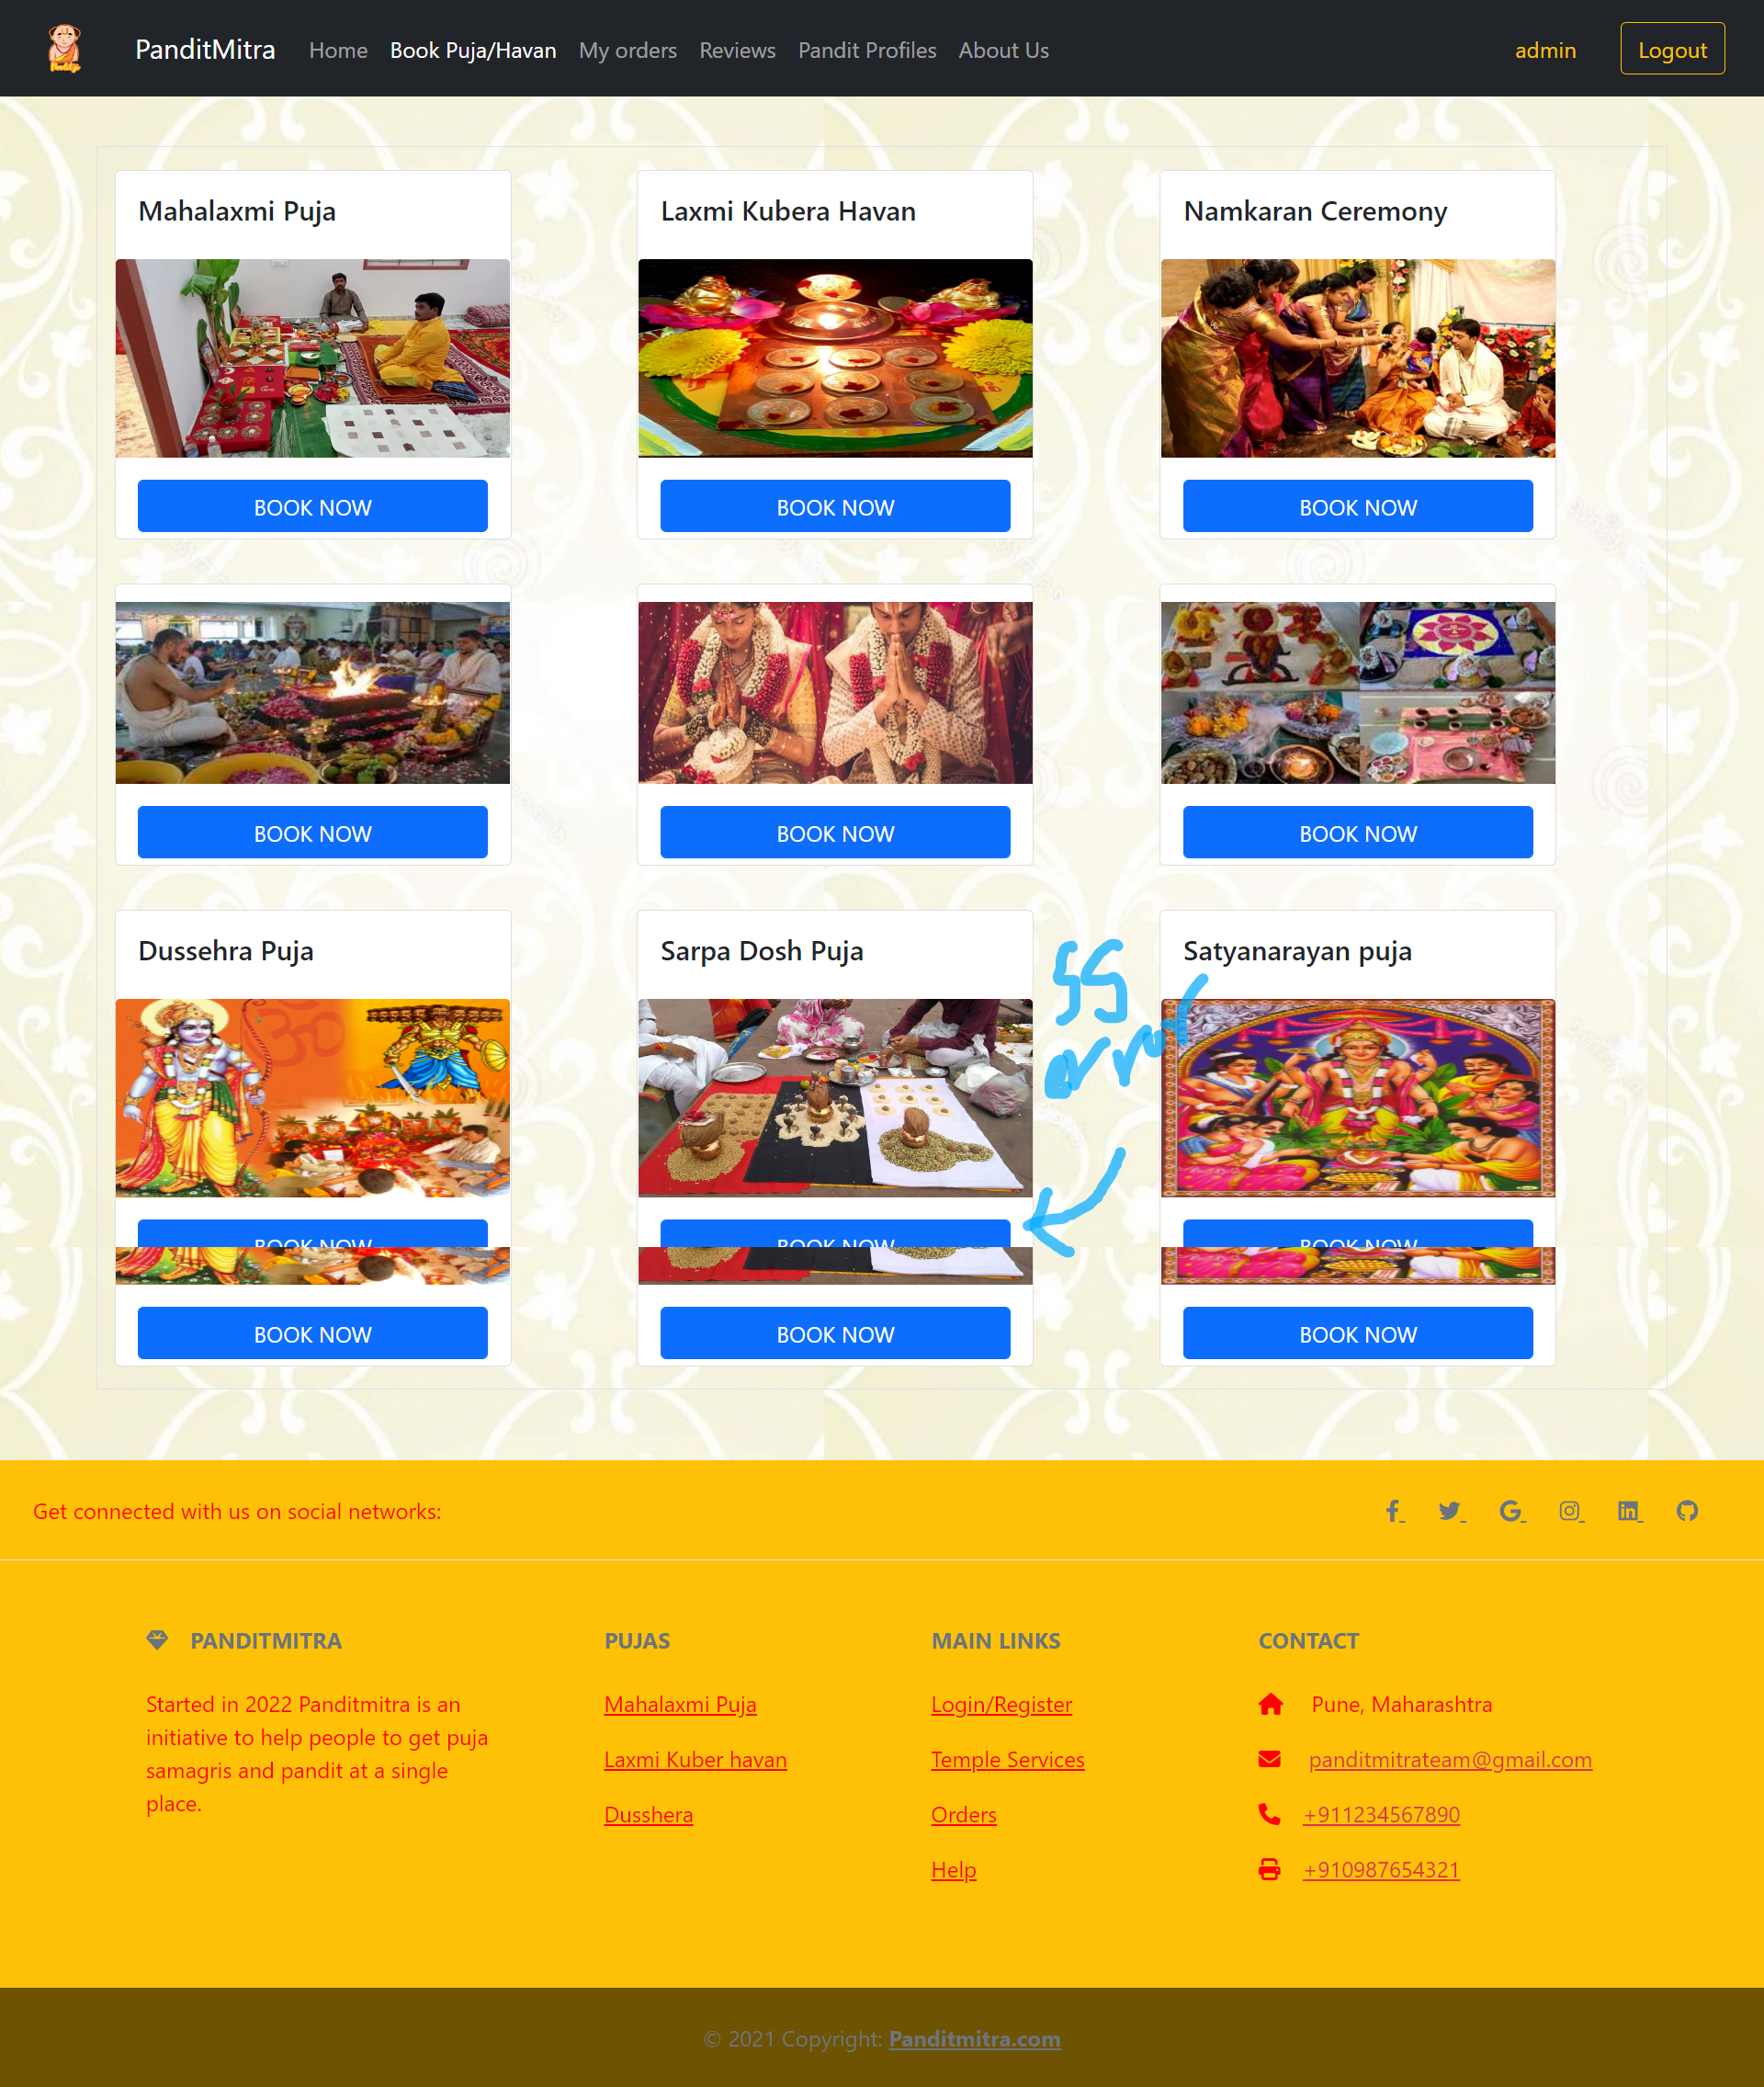 PanditMitra Home Book Puja/Havan My orders Reviews Pandit Profiles About Us admin Logout
Mahalaxmi Puja
Laxmi Kubera Havan
Namkaran Ceremony
BOOK NOW
BOOK NOW
BOOK NOW
BOOK NOW
BOOK NOW
BOOK NOW
Dussehra Puja
Sarpa Dosh Puja
Satyanarayan puja
SS
error
BOOK NOW
BOOK NOW
BOOK NOW
BOOK NOW
BOOK NOW
BOOK NOW
Get connected with us on social networks:
PANDITMITRA
Started in 2022 Panditmitra is an
initiative to help people to get puja
samagris and pandit at a single
place.
PUJAS
Mahalaxmi Puja
Laxmi Kuber havan
Dusshera
MAIN LINKS
Login/Register
Temple Services
Orders
Help
CONTACT
Pune, Maharashtra
panditmitrateam@gmail.com
+911234567890
+910987654321
© 2021 Copyright: Panditmitra.com